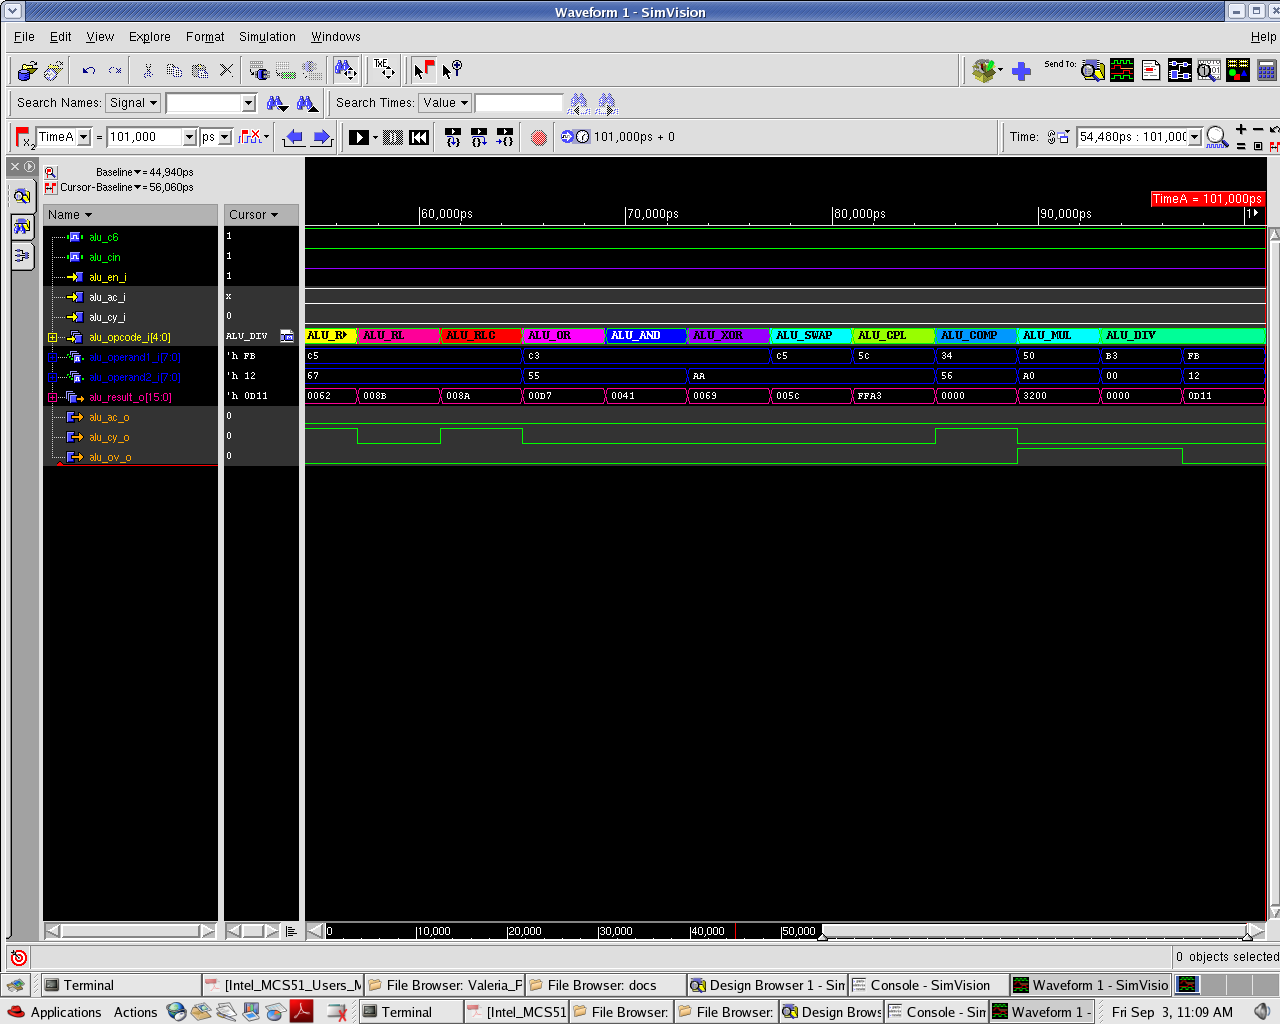 Waveform 1 - SimVision
File Edit View Explore Format Simulation Windows Help
TxE
Send To:
Search Names: Signal Search Times: Value
x2 TimeA = 101,000 ps 101,000ps + 0 Time: 54,480ps : 101,000
Baseline = 44,940ps
Cursor-Baseline = 56,060ps
TimeA = 101,000ps
Name Cursor 60,000ps 70,000ps 80,000ps 90,000ps 1
alu_c6 1
alu_cin 1
alu_en_i 1
alu_ac_i x
alu_cy_i 0
alu_opcode_i[4:0] ALU_DIV ALU_R ALU_RL ALU_RLC ALU_OR ALU_AND ALU_XOR ALU_SWAP ALU_CPL ALU_COMP ALU_MUL ALU_DIV
alu_operand1_i[7:0] 'h FB C5 C3 C5 5C 34 50 B3 FB
alu_operand2_i[7:0] 'h 12 67 55 AA 56 A0 00 12
alu_result_o[15:0] 'h 0D11 0062 008B 008A 00D7 0041 0069 005C FFA3 0000 3200 0000 0D11
alu_ac_o 0
alu_cy_o 0
alu_ov_o 0
0 10,000 20,000 30,000 40,000 50,000
0 objects selected
Terminal [Intel_MCS51_Users_M File Browser: Valeria_P File Browser: docs Design Browser 1 - Sim Console - SimVision Waveform 1 - SimVisio
Applications Actions Terminal [Intel_MCS51 File Browser: File Browser: Design Brows Console - Sim Waveform 1 - Fri Sep 3, 11:09 AM